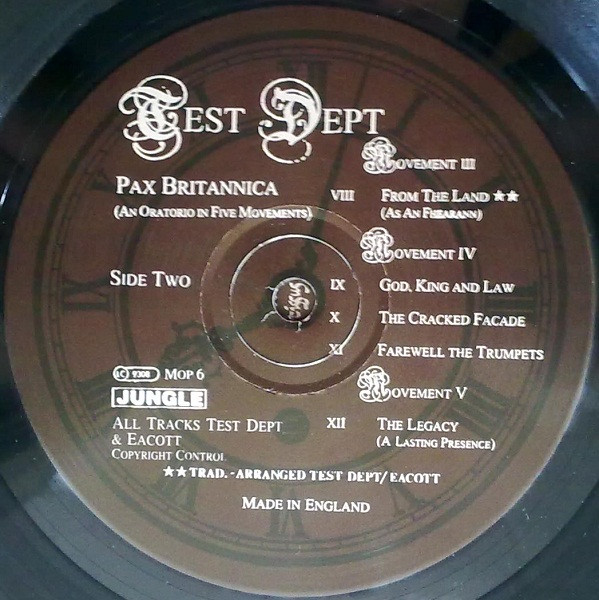 TEST DEPT
PAX BRITANNICA
(AN ORATORIO IN FIVE MOVEMENTS)
SIDE TWO
MOVEMENT III
VIII FROM THE LAND ★★
(AS AN FHEARANN)
MOVEMENT IV
IX GOD, KING AND LAW
X THE CRACKED FACADE
XI FAREWELL THE TRUMPETS
MOVEMENT V
XII THE LEGACY
(A LASTING PRESENCE)
LC 9308 MOP 6
JUNGLE
ALL TRACKS TEST DEPT
& EACOTT
COPYRIGHT CONTROL
★★TRAD.-ARRANGED TEST DEPT/EACOTT
MADE IN ENGLAND